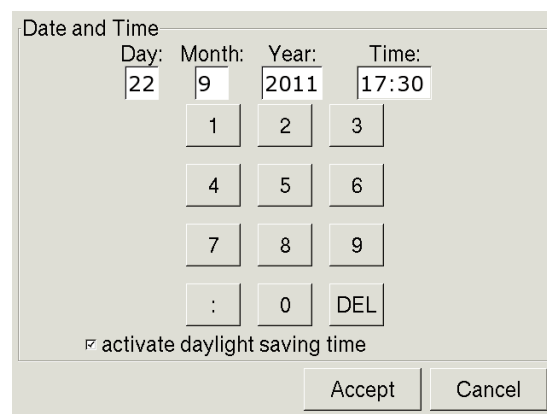 Date and Time
Day: Month: Year: Time:
22 9 2011 17:30
1 2 3
4 5 6
7 8 9
: 0 DEL
activate daylight saving time
Accept Cancel